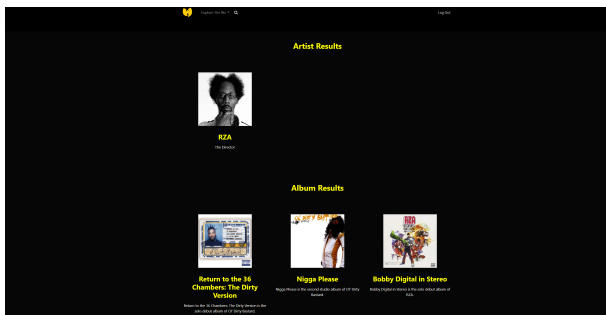 Explore the Wu
Log Out
Artist Results
RZA
The Director
Album Results
Return to the 36
Chambers: The Dirty
Version
Return to the 36 Chambers: The Dirty Version is the
solo debut album of Ol' Dirty Bastard.
Nigga Please
Nigga Please is the second studio album of Ol' Dirty
Bastard.
Bobby Digital in Stereo
Bobby Digital in Stereo is the solo debut album of
RZA.